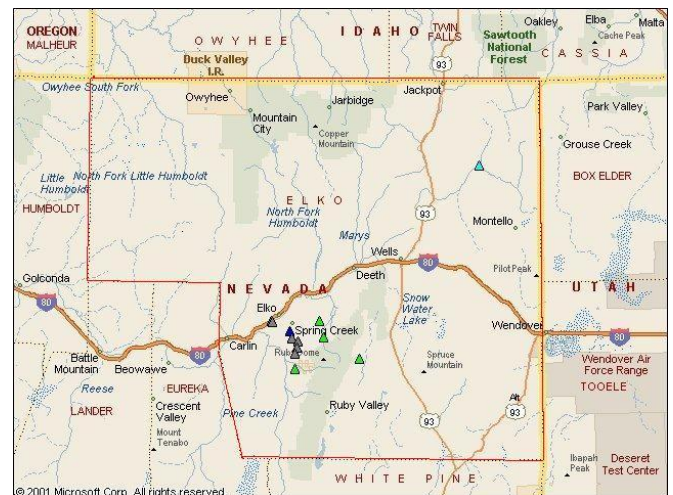 OREGON
MALHEUR
OWYHEE
IDAHO
TWIN
FALLS
Oakley
Elba
Malta
Cache Peak
Sawtooth
National
Forest
CASSIA
93
Duck Valley
I.R.
Owyhee South Fork
Owyhee
Mountain
City
Jarbidge
Copper
Mountain
Jackpot
Park Valley
Grouse Creek
BOX ELDER
Little
Humboldt
North Fork Little Humboldt
HUMBOLDT
ELKO
North Fork
Humboldt
Marys
93
Montello
Wells
80
Pilot Peak
Deeth
Golconda
80
NEVADA
UTAH
Elko
Snow
Water
Lake
Spring Creek
Wendover
80
Carlin
80
Battle
Mountain
Beowawe
Spruce
Mountain
Wendover Air
Force Range
TOOELE
Reese
EUREKA
LANDER
Crescent
Valley
Pine Creek
Ruby Valley
Alt
93
93
Mount
Tenabo
Ibapah
Peak
Deseret
Test Center
WHITE PINE
© 2001 Microsoft Corp. All rights reserved